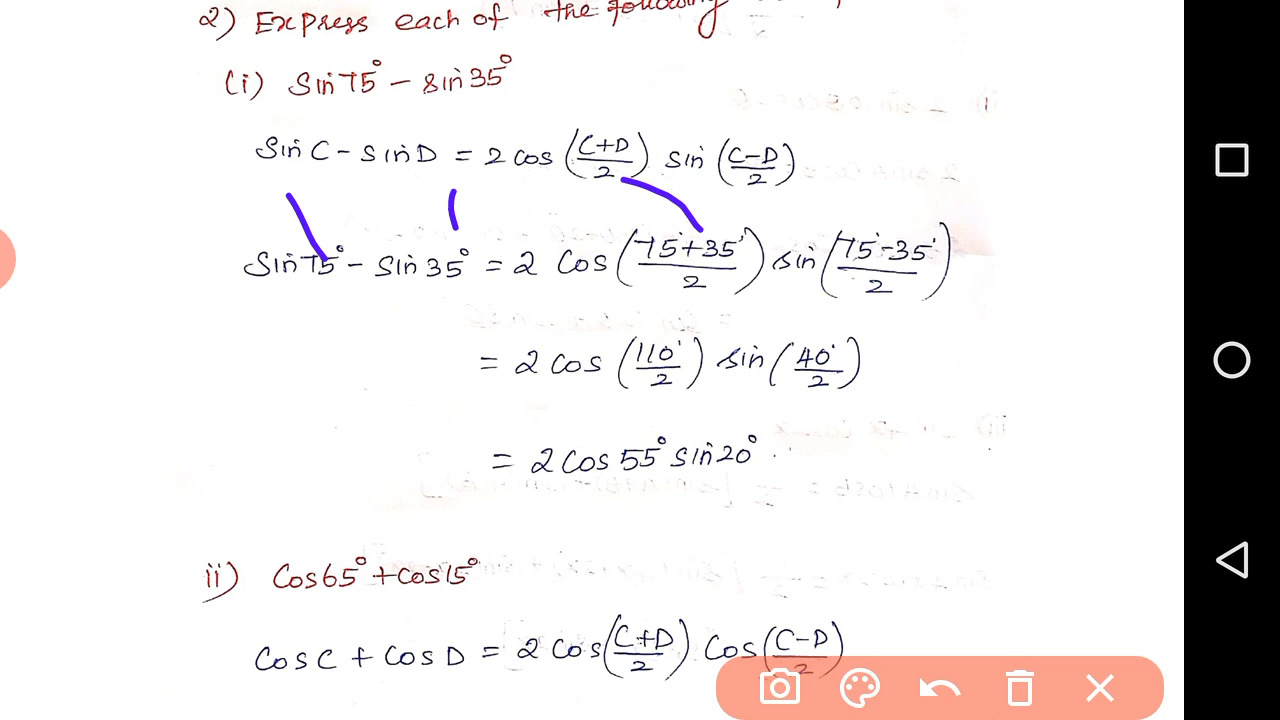 2) Express each of the following
(i) sin 75° - sin 35°
Sin C - sin D = 2 cos (C+D/2) sin (C-D/2)
Sin 75° - sin 35° = 2 Cos (75°+35°/2) sin (75°-35°/2)
= 2 Cos (110°/2) sin (40°/2)
= 2 Cos 55° sin 20°
ii) Cos 65° + cos 15°
Cos C + Cos D = 2 Cos (C+D/2) Cos (C-D/2)